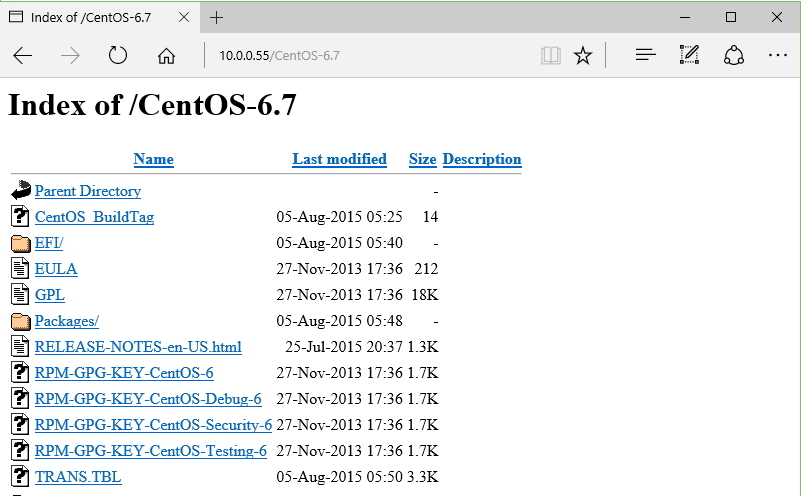 Index of /CentOS-6.7
10.0.0.55/CentOS-6.7
Index of /CentOS-6.7
Name Last modified Size Description
Parent Directory -
CentOS_BuildTag 05-Aug-2015 05:25 14
EFI/ 05-Aug-2015 05:40 -
EULA 27-Nov-2013 17:36 212
GPL 27-Nov-2013 17:36 18K
Packages/ 05-Aug-2015 05:48 -
RELEASE-NOTES-en-US.html 25-Jul-2015 20:37 1.3K
RPM-GPG-KEY-CentOS-6 27-Nov-2013 17:36 1.7K
RPM-GPG-KEY-CentOS-Debug-6 27-Nov-2013 17:36 1.7K
RPM-GPG-KEY-CentOS-Security-6 27-Nov-2013 17:36 1.7K
RPM-GPG-KEY-CentOS-Testing-6 27-Nov-2013 17:36 1.7K
TRANS.TBL 05-Aug-2015 05:50 3.3K